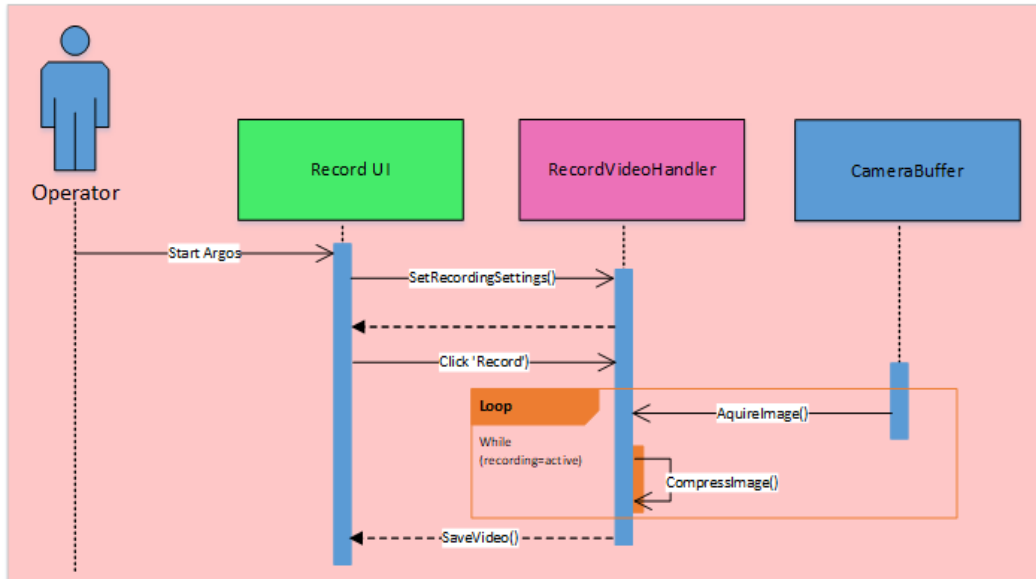 Operator
Record UI
RecordVideoHandler
CameraBuffer
Start Argos
SetRecordingSettings()
Click 'Record')
Loop
While
(recording=active)
AquireImage()
CompressImage()
SaveVideo()